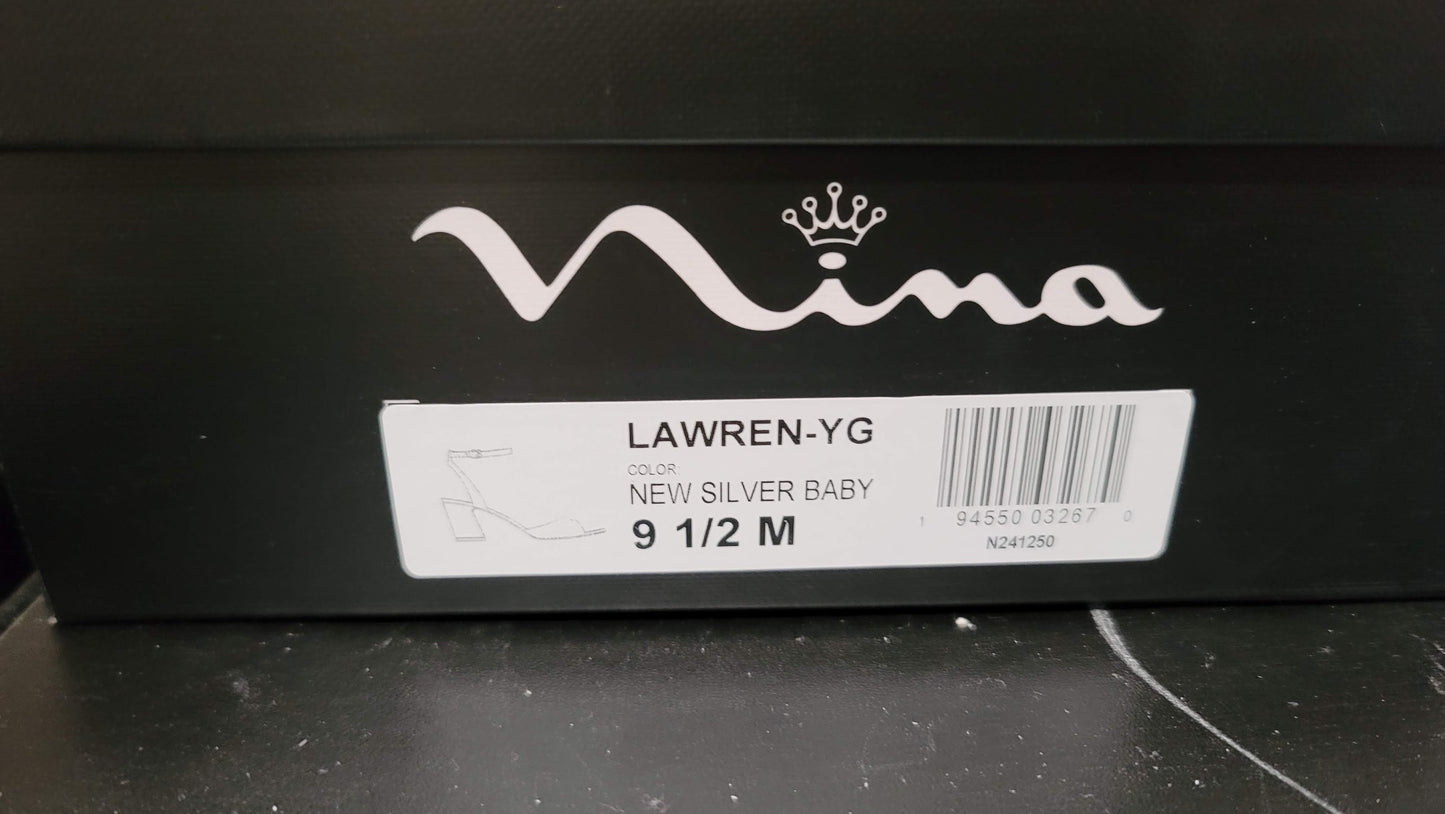 Nina
LAWREN-YG
COLOR:
NEW SILVER BABY
9 1/2 M
1 94550 03267 0
N241250